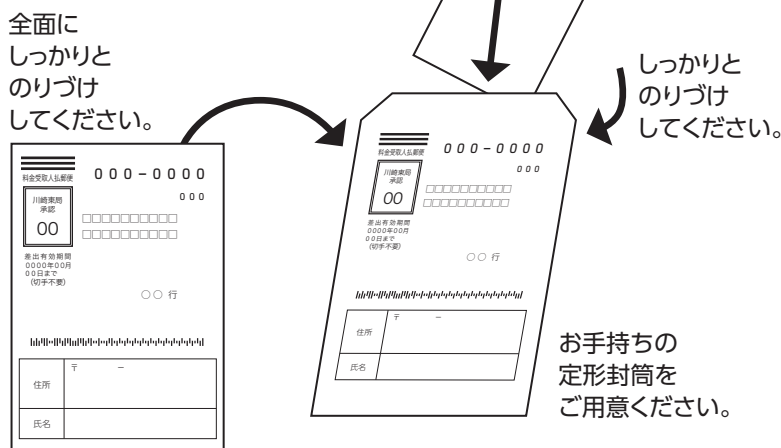 全面に
しっかりと
のりづけ
してください。
しっかりと
のりづけ
してください。
料金受取人払郵便
000-0000
000
川崎東局
承認
00
□□□□□□□□□□
□□□□□□□□□□
差出有効期間
0000年00月
00日まで
(切手不要)
○○ 行
〒 －
住所
氏名
料金受取人払郵便
000-0000
000
川崎東局
承認
00
□□□□□□□□□□
□□□□□□□□□□
差出有効期間
0000年00月
00日まで
(切手不要)
○○ 行
〒 －
住所
氏名
お手持ちの
定形封筒を
ご用意ください。